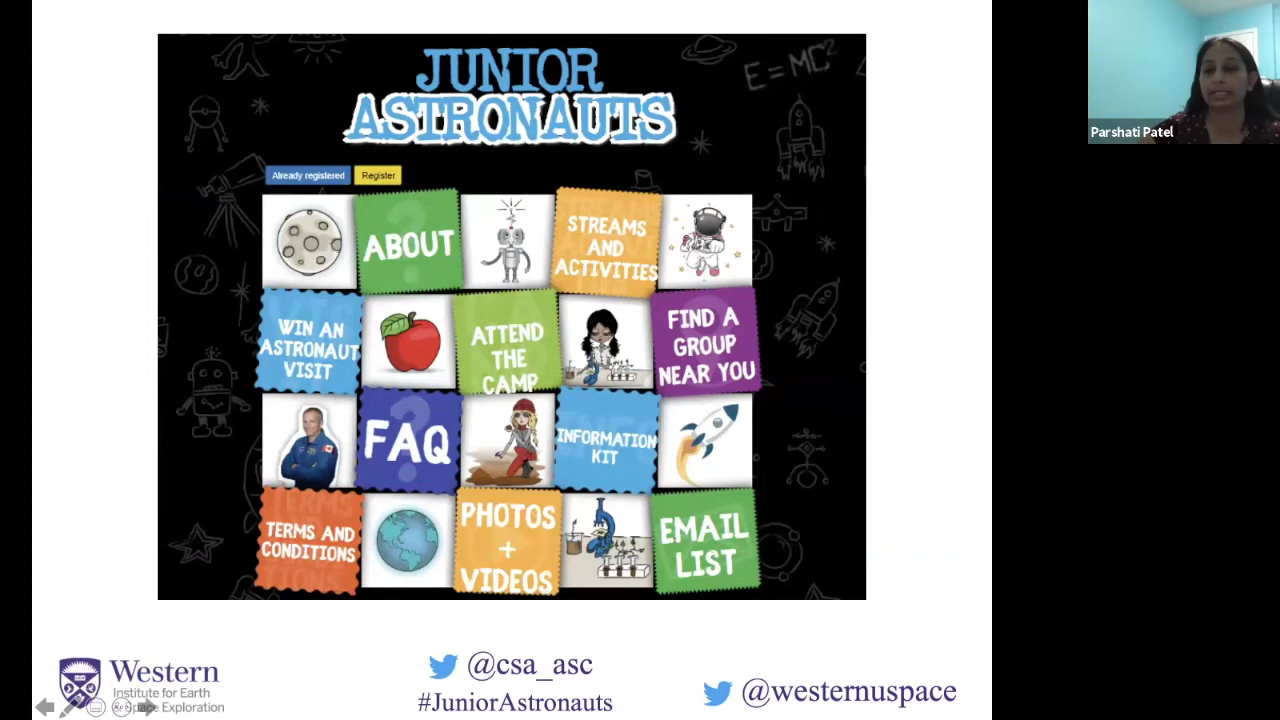 JUNIOR
ASTRONAUTS
E=MC²
Already registered
Register
ABOUT
STREAMS
AND
ACTIVITIES
WIN AN
ASTRONAUT
VISIT
ATTEND
THE
CAMP
FIND A
GROUP
NEAR YOU
FAQ
INFORMATION
KIT
TERMS AND
CONDITIONS
PHOTOS
+
VIDEOS
EMAIL
LIST
Parshati Patel
Western
Institute for Earth
& Space Exploration
@csa_asc
#JuniorAstronauts
@westernuspace